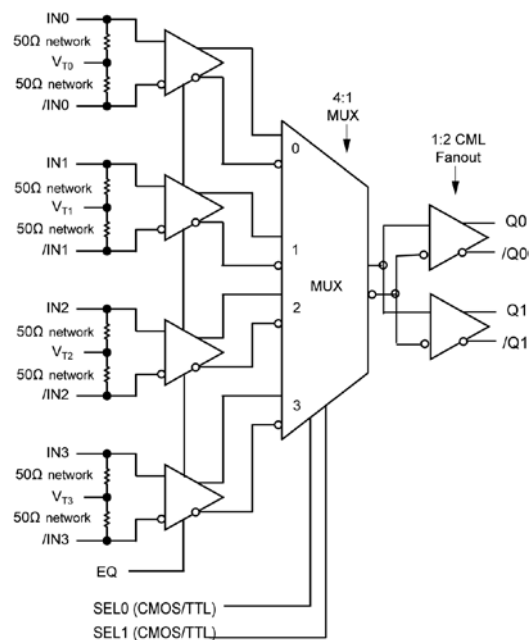 IN0
50Ω network
VT0
50Ω network
/IN0
IN1
50Ω network
VT1
50Ω network
/IN1
IN2
50Ω network
VT2
50Ω network
/IN2
IN3
50Ω network
VT3
50Ω network
/IN3
EQ
SEL0 (CMOS/TTL)
SEL1 (CMOS/TTL)
4:1
MUX
0
1
2
3
MUX
1:2 CML
Fanout
Q0
/Q0
Q1
/Q1